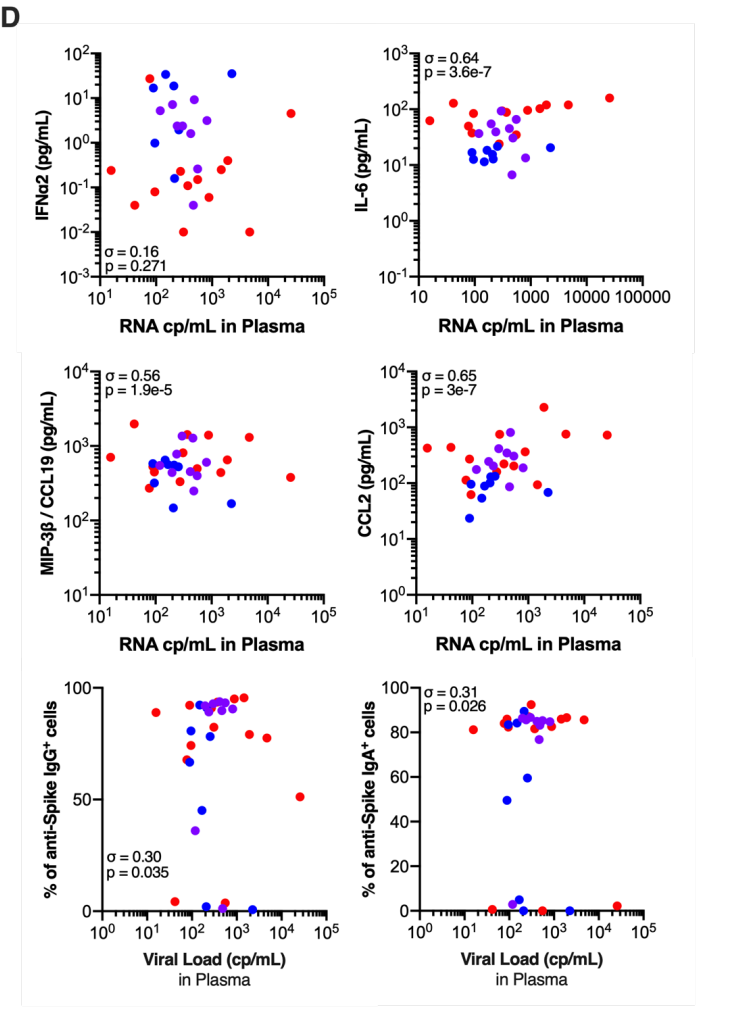 D
IFNα2 (pg/mL)
10²
10¹
10⁰
10⁻¹
10⁻²
10⁻³
σ = 0.16
p = 0.271
10¹ 10² 10³ 10⁴ 10⁵
RNA cp/mL in Plasma
IL-6 (pg/mL)
10³
10²
10¹
10⁰
10⁻¹
σ = 0.64
p = 3.6e-7
10 100 1000 10000 100000 100000
RNA cp/mL in Plasma
MIP-3β / CCL19 (pg/mL)
10⁴
10³
10²
10¹
σ = 0.56
p = 1.9e-5
10¹ 10² 10³ 10⁴ 10⁵
RNA cp/mL in Plasma
CCL2 (pg/mL)
10⁴
10³
10²
10¹
10⁰
σ = 0.65
p = 3e-7
10¹ 10² 10³ 10⁴ 10⁵
RNA cp/mL in Plasma
% of anti-Spike IgG⁺ cells
100
50
0
σ = 0.30
p = 0.035
10⁰ 10¹ 10² 10³ 10⁴ 10⁵
Viral Load (cp/mL)
in Plasma
% of anti-Spike IgA⁺ cells
100
80
60
40
20
0
σ = 0.31
p = 0.026
10⁰ 10¹ 10² 10³ 10⁴ 10⁵
Viral Load (cp/mL)
in Plasma